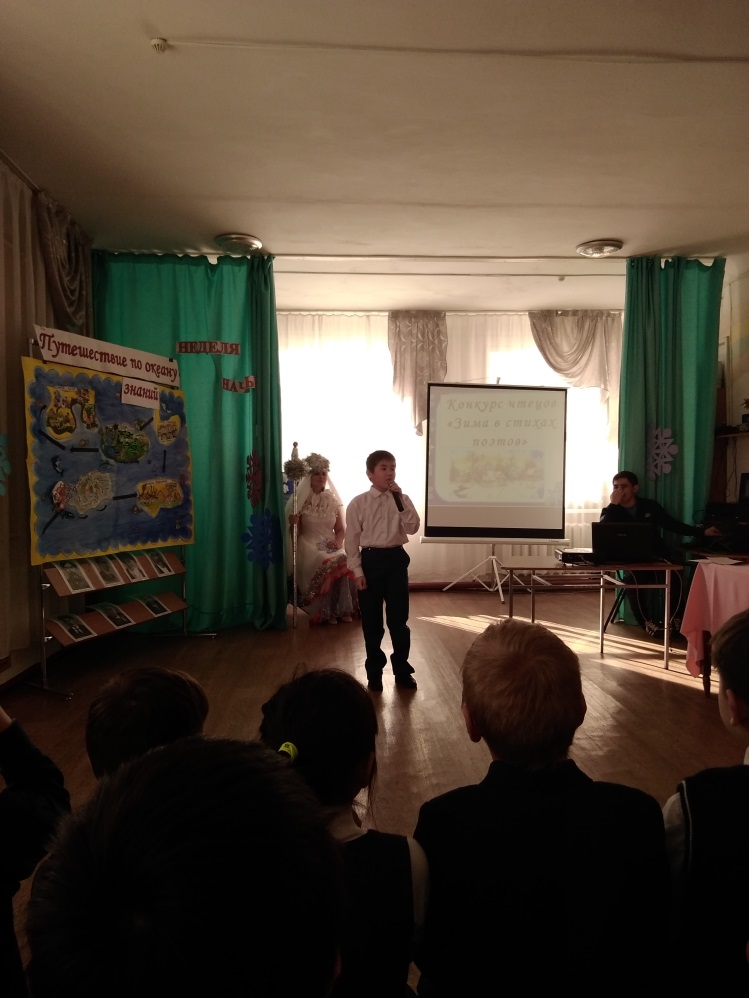 Путешествие по океану
знаний
НЕДЕЛЯ
Конкурс чтецов
«Зима в стихах
поэтов»